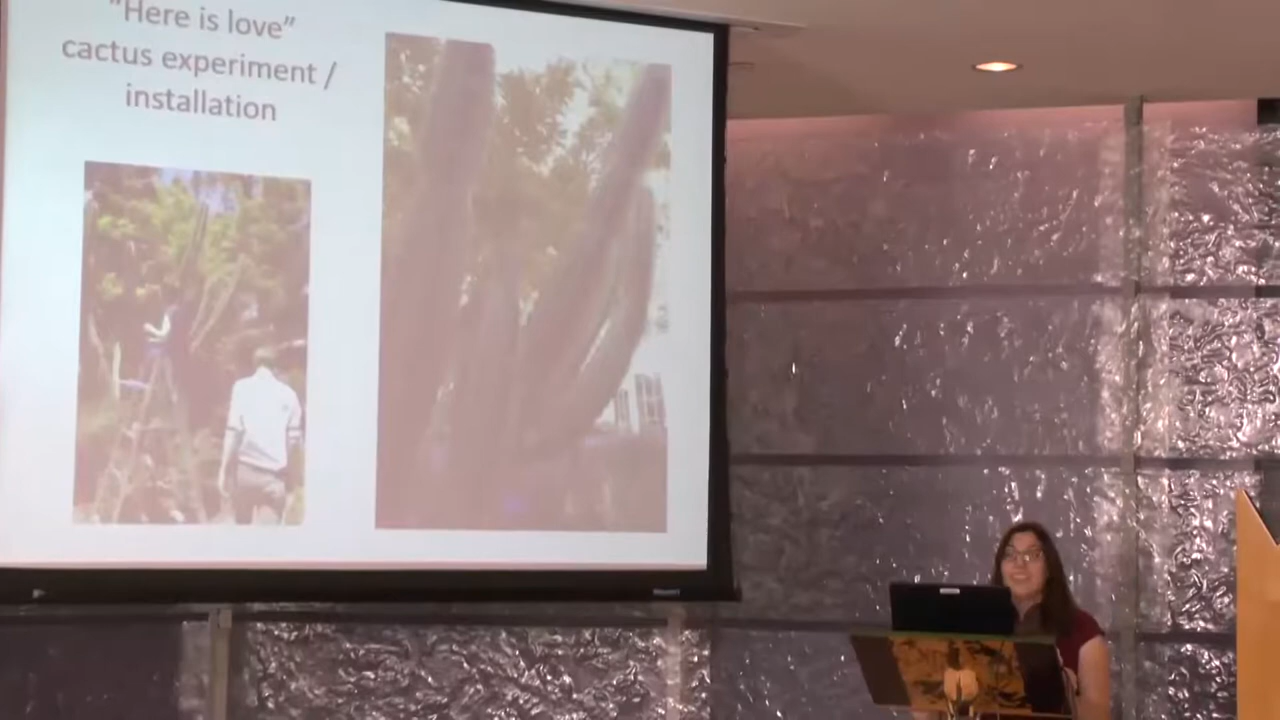 "Here is love"
cactus experiment /
installation